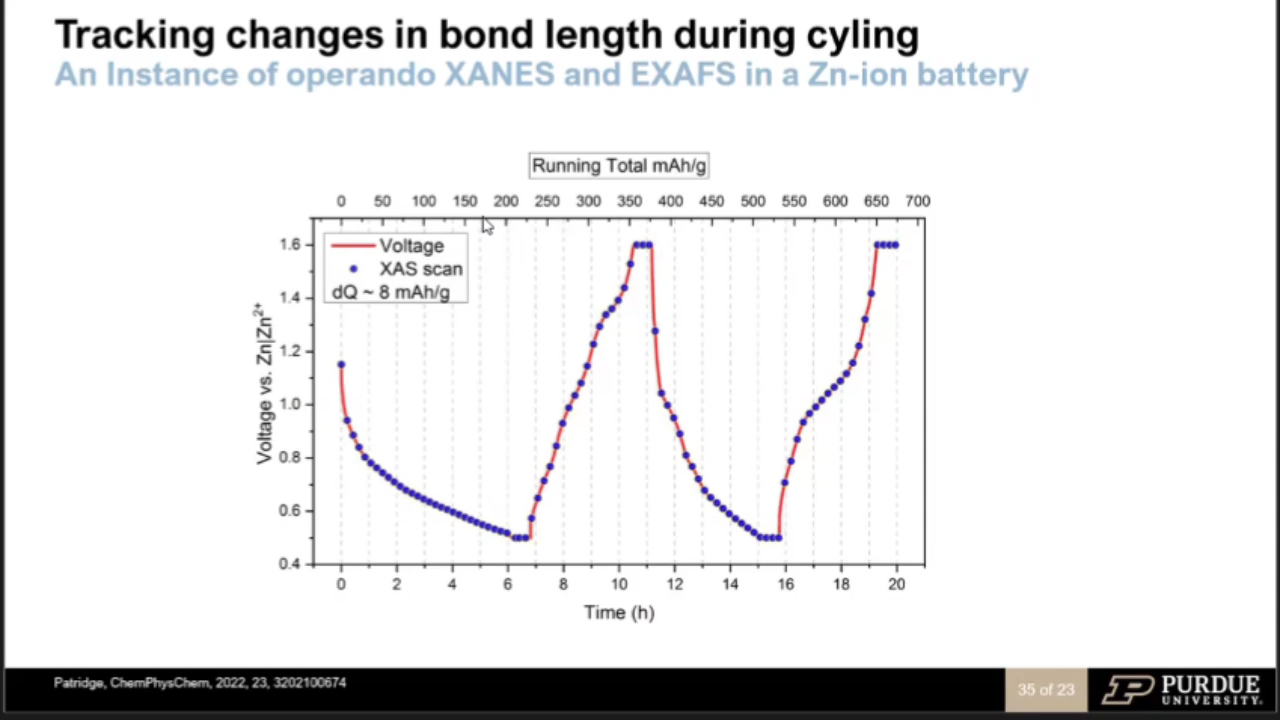 Tracking changes in bond length during cyling
An Instance of operando XANES and EXAFS in a Zn-ion battery
Running Total mAh/g
0 50 100 150 200 250 300 350 400 450 500 550 600 650 700
Voltage
XAS scan
dQ ~ 8 mAh/g
Voltage vs. Zn|Zn²⁺
1.6
1.4
1.2
1.0
0.8
0.6
0.4
0 2 4 6 8 10 12 14 16 18 20
Time (h)
Patridge, ChemPhysChem, 2022, 23, 3202100674
35 of 23
PURDUE
UNIVERSITY.